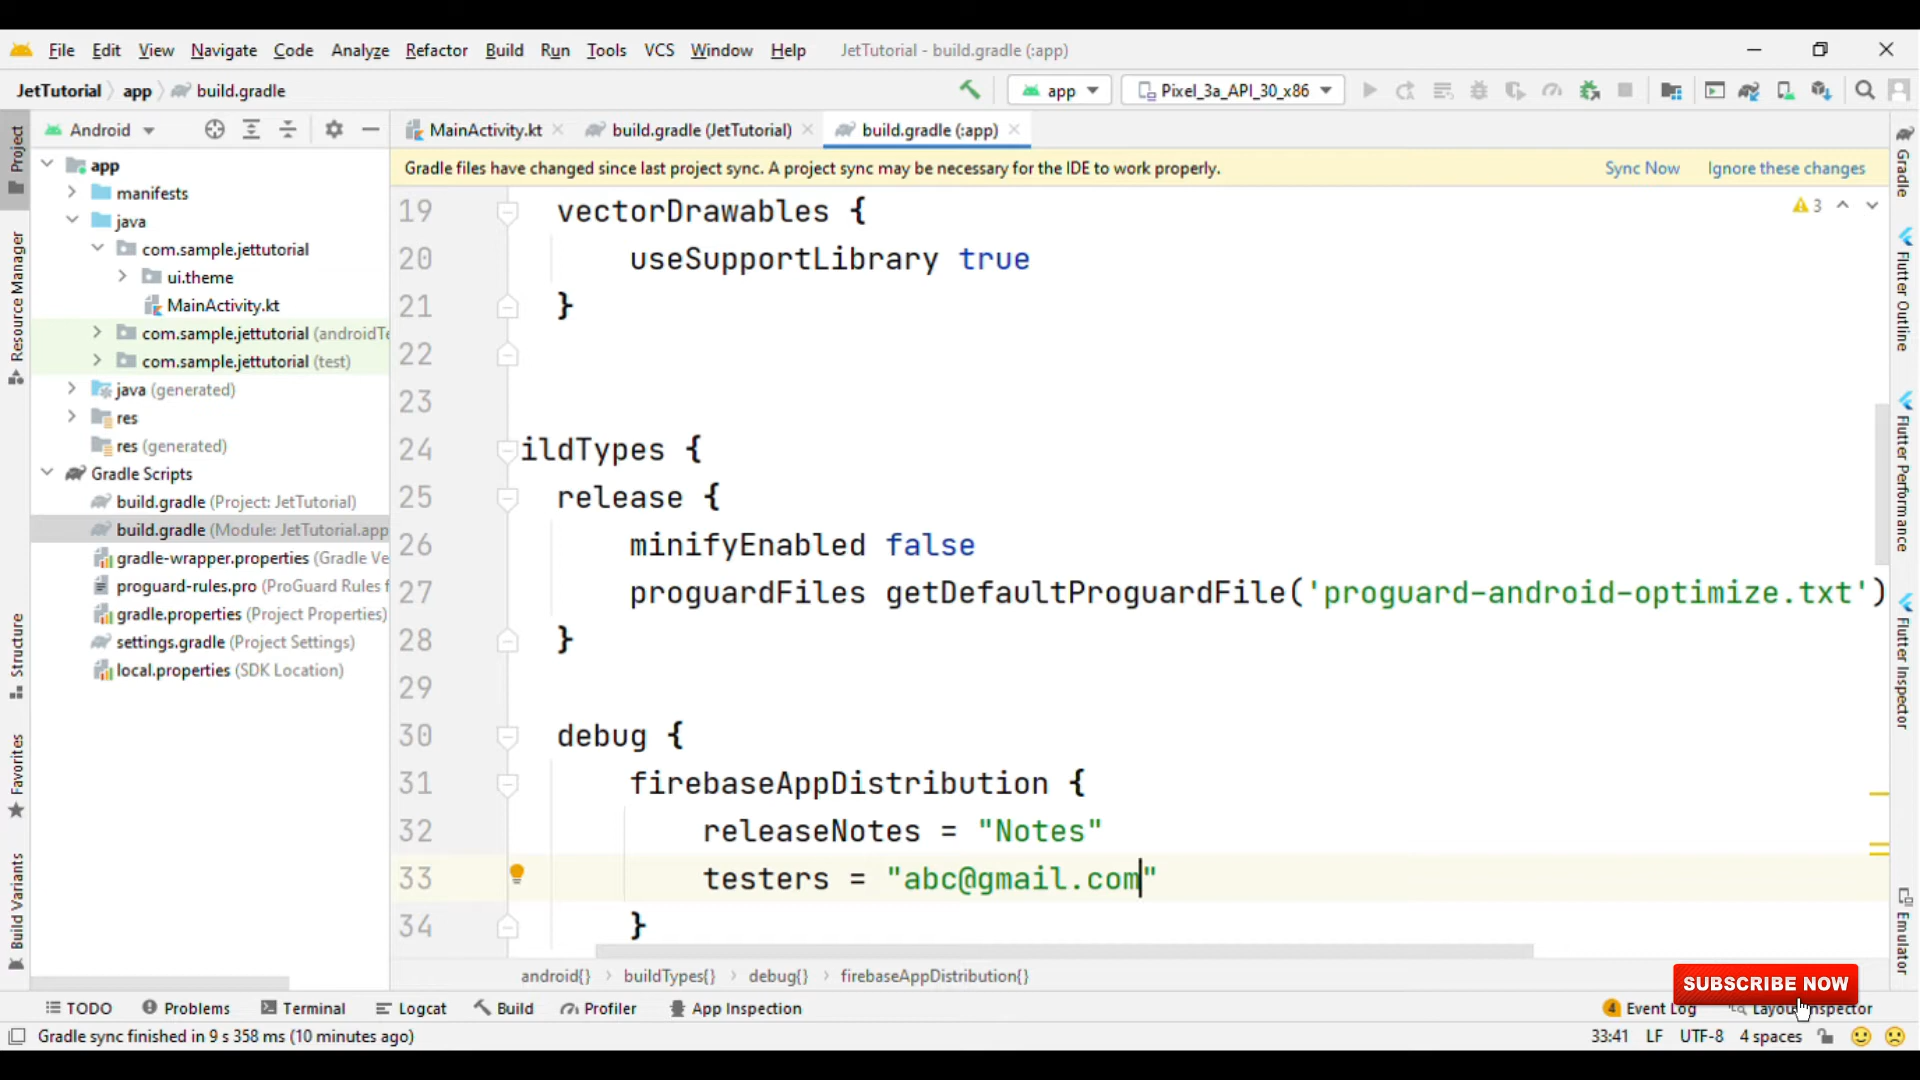 File Edit View Navigate Code Analyze Refactor Build Run Tools VCS Window Help JetTutorial - build.gradle (:app)
JetTutorial app build.gradle app Pixel_3a_API_30_x86
Android MainActivity.kt build.gradle (JetTutorial) build.gradle (:app)
Gradle files have changed since last project sync. A project sync may be necessary for the IDE to work properly. Sync Now Ignore these changes
Project
Resource Manager
Structure
Favorites
Build Variants
app
manifests
java
com.sample.jettutorial
ui.theme
MainActivity.kt
com.sample.jettutorial (androidTe
com.sample.jettutorial (test)
java (generated)
res
res (generated)
Gradle Scripts
build.gradle (Project: JetTutorial)
build.gradle (Module: JetTutorial.app
gradle-wrapper.properties (Gradle Ve
proguard-rules.pro (ProGuard Rules f
gradle.properties (Project Properties)
settings.gradle (Project Settings)
local.properties (SDK Location)
3
19 vectorDrawables {
20 useSupportLibrary true
21 }
22
23
24 ildTypes {
25 release {
26 minifyEnabled false
27 proguardFiles getDefaultProguardFile('proguard-android-optimize.txt')
28 }
29
30 debug {
31 firebaseAppDistribution {
32 releaseNotes = "Notes"
33 testers = "abc@gmail.com"
34 }
android{} buildTypes{} debug{} firebaseAppDistribution{}
Gradle
Flutter Outline
Flutter Performance
Flutter Inspector
Emulator
SUBSCRIBE NOW
TODO Problems Terminal Logcat Build Profiler App Inspection 4 Event Log Layout Inspector
Gradle sync finished in 9 s 358 ms (10 minutes ago) 33:41 LF UTF-8 4 spaces